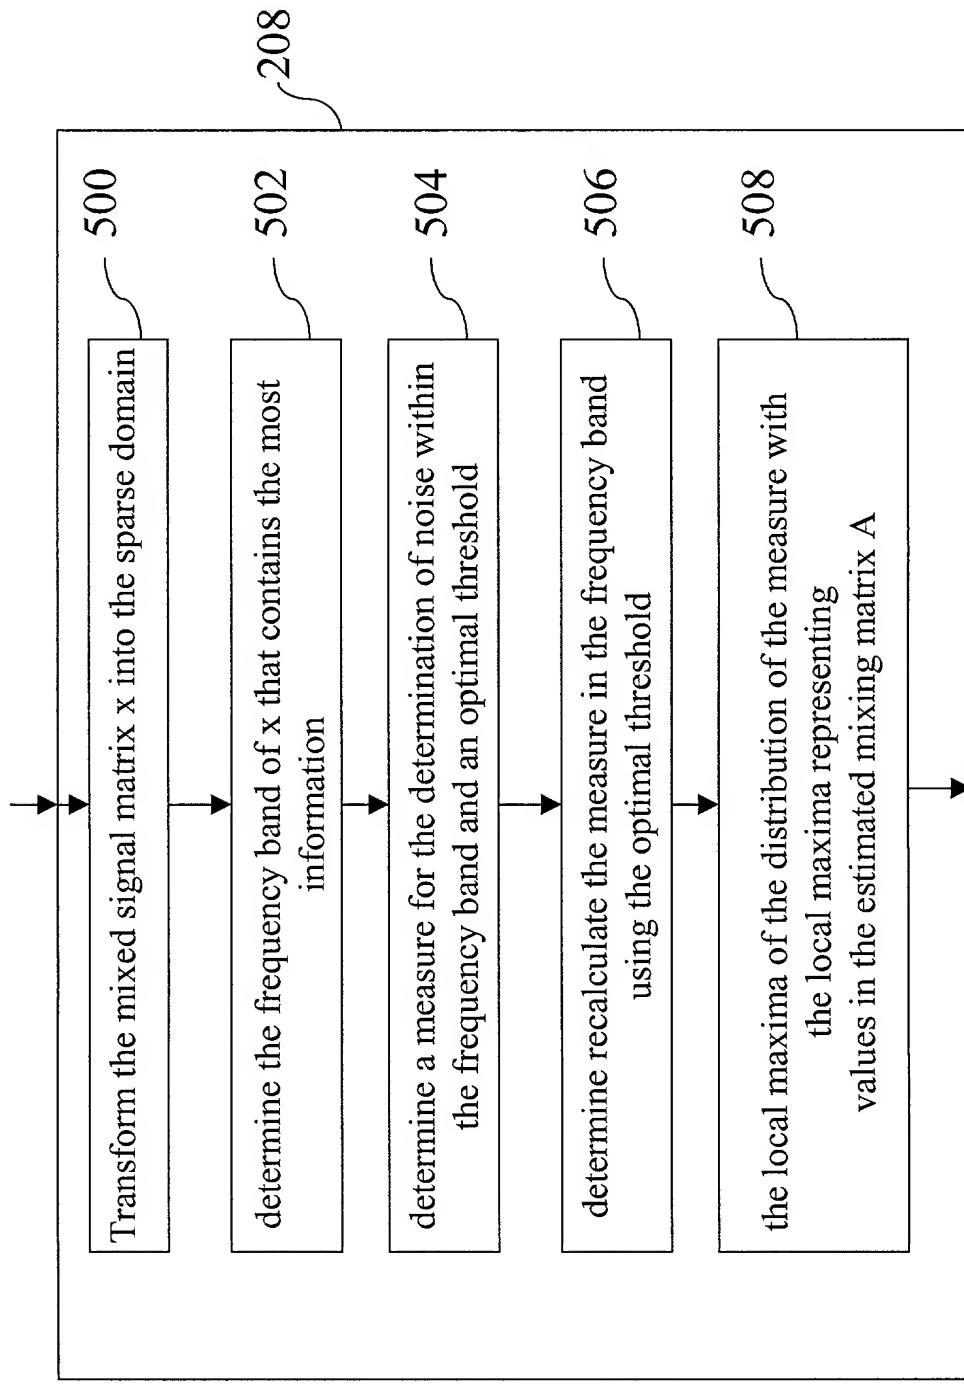 208
500
Transform the mixed signal matrix x into the sparse domain
502
determine the frequency band of x that contains the most
information
504
determine a measure for the determination of noise within
the frequency band and an optimal threshold
506
determine recalculate the measure in the frequency band
using the optimal threshold
508
the local maxima of the distribution of the measure with
the local maxima representing
values in the estimated mixing matrix A